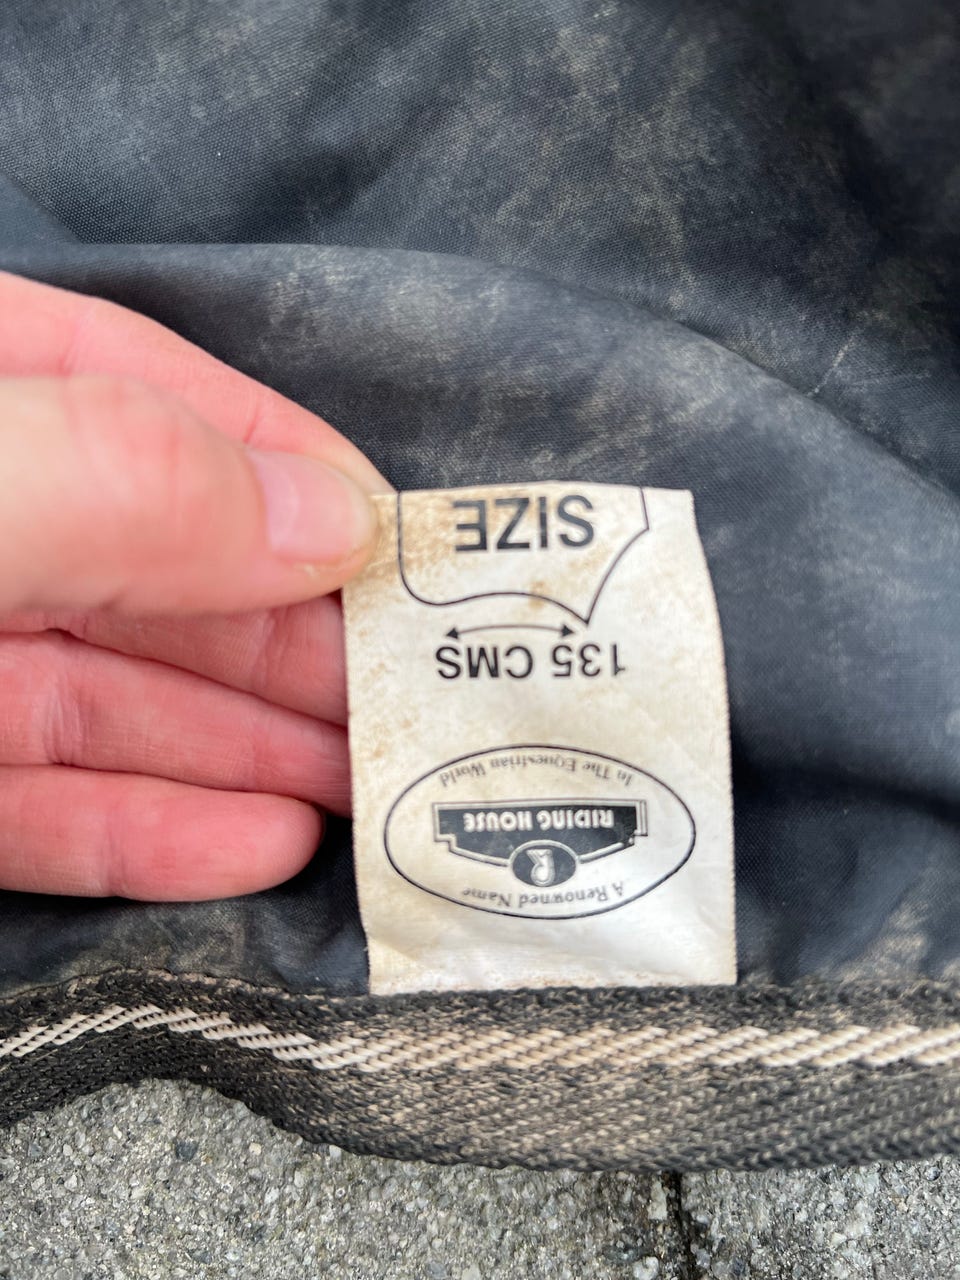 A Renowned Name
R
RIDING HOUSE
In The Equestrian World
135 CMS
SIZE